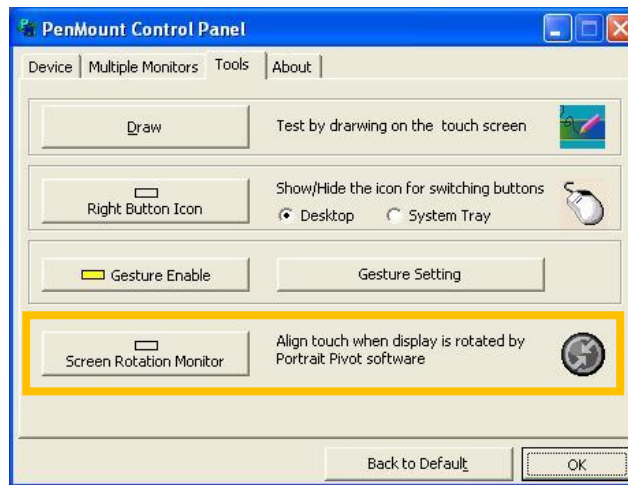 PenMount Control Panel
Device Multiple Monitors Tools About
Draw
Test by drarwing on the touch screen
Right Button Icon
Show/Hide the icon for switching buttons
Desktop System Tray
Gesture Enable
Gesture Setting
Screen Rotation Monitor
Align touch when display is rotated by
Portrait Pivot software
Back to Default
OK